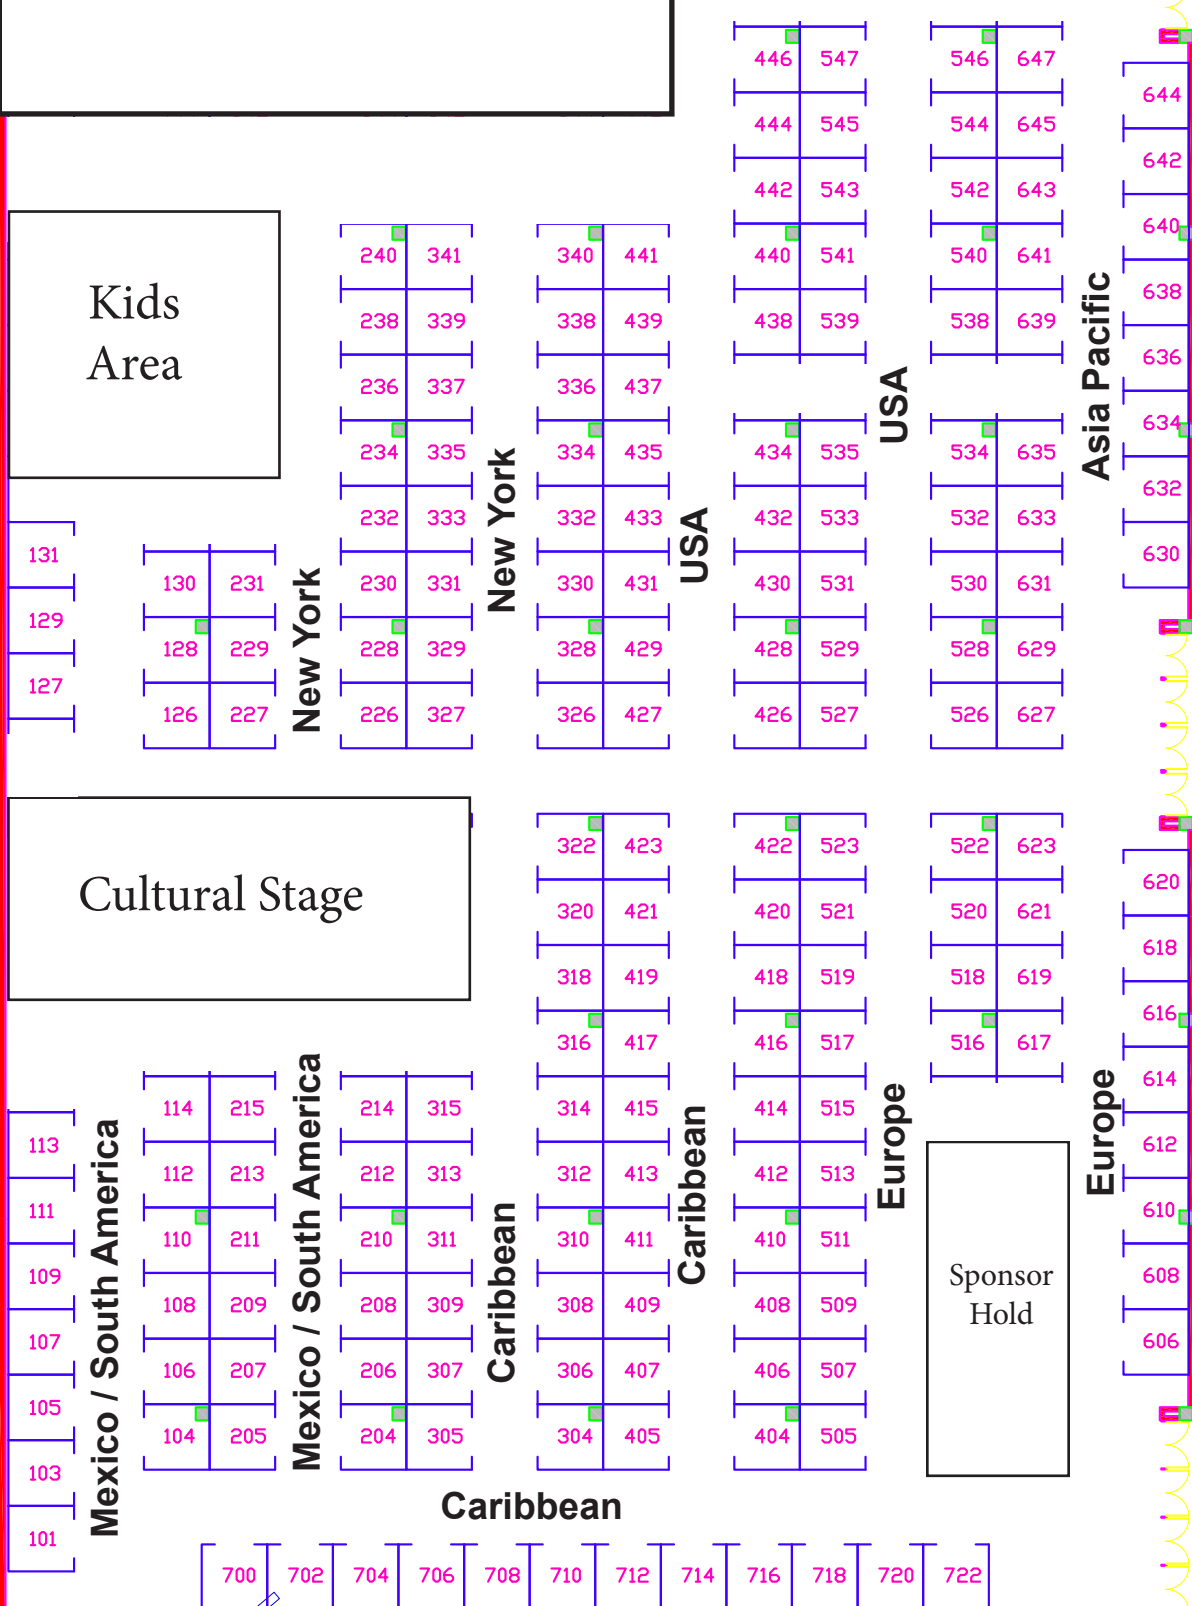 446 547 546 647
644
444 545 544 645
642
442 543 542 643
640
240 341 340 441 440 541 540 641
638
Kids
Area
238 339 338 439 438 539 538 639
636
236 337 336 437
USA
Asia Pacific
634
234 335 334 435 434 535 534 635
632
New York
232 333 332 433 432 533 532 633
USA
131
630
130 231 230 331 330 431 430 531 530 631
129
New York
128 229 228 329 328 429 428 529 528 629
127
126 227 226 327 326 427 426 527 526 627
322 423 422 523 522 623
620
Cultural Stage
320 421 420 521 520 621
618
318 419 418 519 518 619
616
316 417 416 517 516 617
614
114 215 214 315 314 415 414 515
113
612
Europe
Europe
112 213 212 313 312 413 412 513
Caribbean
111
610
110 211 210 311 310 411 410 511
Mexico / South America
109
608
Sponsor
Hold
108 209 208 309 308 409 408 509
Caribbean
107
606
Mexico / South America
106 207 206 307 306 407 406 507
105
104 205 204 305 304 405 404 505
103
Caribbean
101
700 702 704 706 708 710 712 714 716 718 720 722